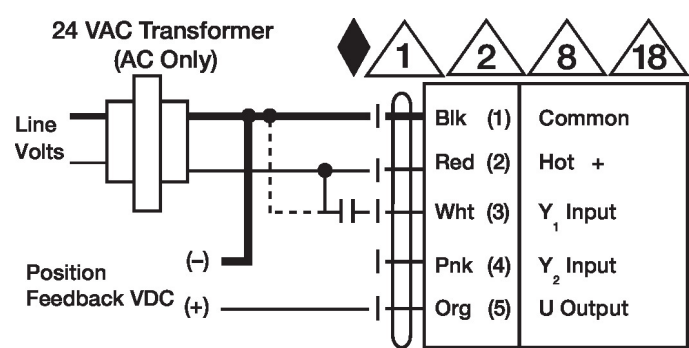 24 VAC Transformer
(AC Only)
1 2 8 18
Line
Volts
Blk (1) Common
Red (2) Hot +
Wht (3) Y1 Input
(–)
Pnk (4) Y2 Input
Position
Feedback VDC (+)
Org (5) U Output